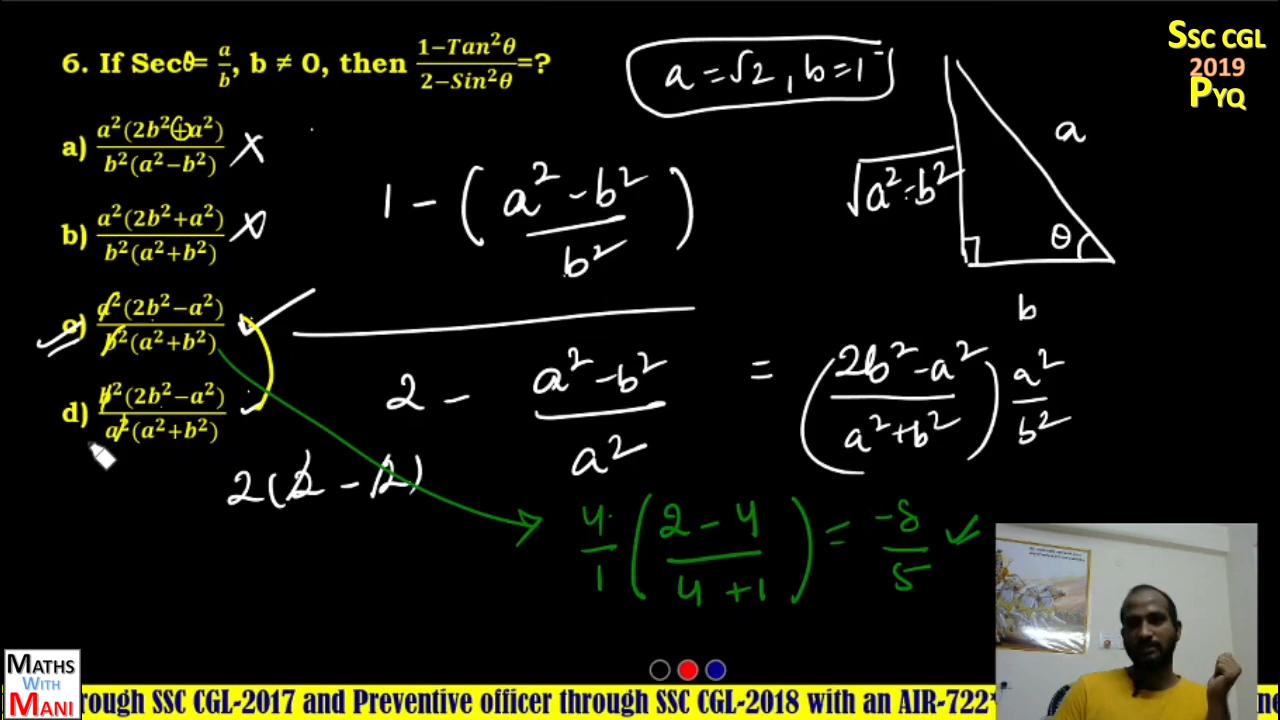 6. If Secθ= a/b, b ≠ 0, then (1−Tan²θ)/(2−Sin²θ)=?
a = √2 , b = 1
SSC CGL
2019
PYQ
a) a²(2b²+a²)/b²(a²−b²) ×
b) a²(2b²+a²)/b²(a²+b²) ×
c) a²(2b²−a²)/b²(a²+b²) ✓
d) b²(2b²−a²)/a²(a²+b²)
1 − ((a² − b²)/b²)
2 − (a² − b²)/a² = ((2b² − a²)/(a² + b²)) a²/b²
√a² − b²
a
θ
b
2(2 − 2)
4/1 ((2 − 4)/(4 + 1)) = −8/5 ✓
MATHS
WITH
MANI
rough SSC CGL-2017 and Preventive officer through SSC CGL-2018 with an AIR-722*